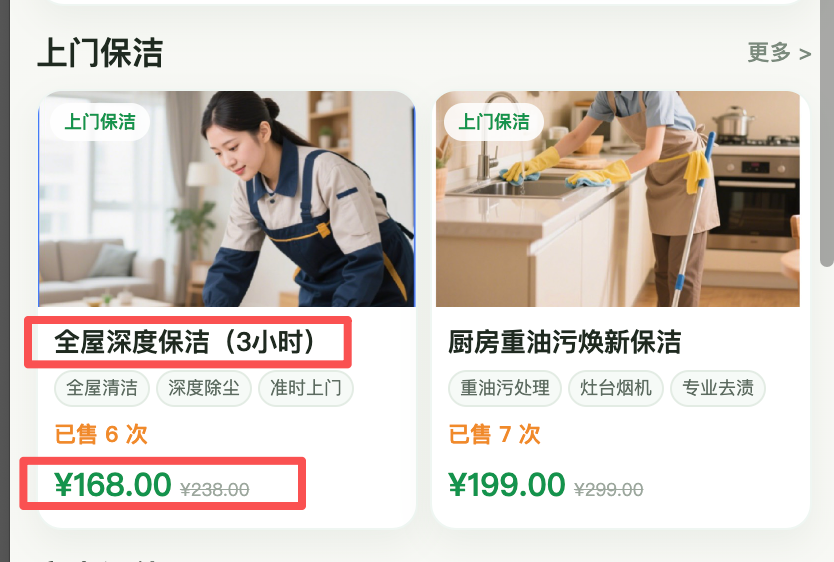 上门保洁
更多 >
上门保洁
上门保洁
全屋深度保洁（3小时）
厨房重油污焕新保洁
全屋清洁 深度除尘 准时上门
重油污处理 灶台烟机 专业去渍
已售 6 次
已售 7 次
¥168.00 ¥238.00
¥199.00 ¥299.00